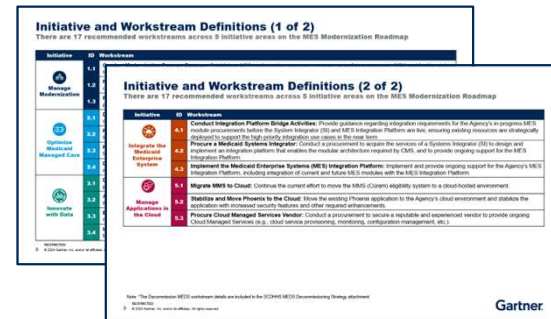 Initiative and Workstream Definitions (1 of 2)
There are 17 recommended workstreams across 5 initiative areas on the MES Modernization Roadmap
Initiative ID Workstream
1.1
Manage
Modernization
1.2
1.3
2.1
Optimize
Medicaid
Managed Care
2.2
2.3
2.4
3.1
Innovate
with Data
3.2
3.3
3.4
RESTRICTED
Initiative and Workstream Definitions (2 of 2)
There are 17 recommended workstreams across 5 initiative areas on the MES Modernization Roadmap
Initiative ID Workstream
Integrate the
Medicaid
Enterprise
System
4.1 Conduct Integration Platform Bridge Activities: Provide guidance regarding integration requirements for the Agency's in-progress MES
module procurements before the System Integrator (SI) and MES Integration Platform are live, ensuring existing resources are strategically
deployed to support the high-priority integration use cases in the near term.
4.2 Procure a Medicaid Systems Integrator: Conduct a procurement to acquire the services of a Systems Integrator (SI) to design and
implement an integration platform that enables the modular architecture required by CMS, and to provide ongoing support for the MES
Integration Platform.
4.3 Implement the Medicaid Enterprise Systems (MES) Integration Platform: Implement and provide ongoing support for the Agency's MES
Integration Platform, including integration of current and future MES modules with the MES Integration Platform
Manage
Applications in
the Cloud
5.1 Migrate MMS to Cloud: Continue the current effort to move the MMS (Cúram) eligibility system to a cloud-hosted environment.
5.2 Stabilize and Move Phoenix to the Cloud: Move the existing Phoenix application to the Agency's cloud environment and stabilize the
application with increased security features and other required enhancements.
5.3 Procure Cloud Managed Services Vendor: Conduct a procurement to secure a reputable and experienced vendor to provide ongoing
Cloud Managed Services (e.g., cloud service provisioning, monitoring, configuration management, etc.).
Note: *The Decommission MEDS workstream details are included in the SCDHHS MEDS Decommissioning Strategy attachment.
RESTRICTED
9 © 2024 Gartner, Inc. and/or its affiliates. All rights reserved.
Gartner